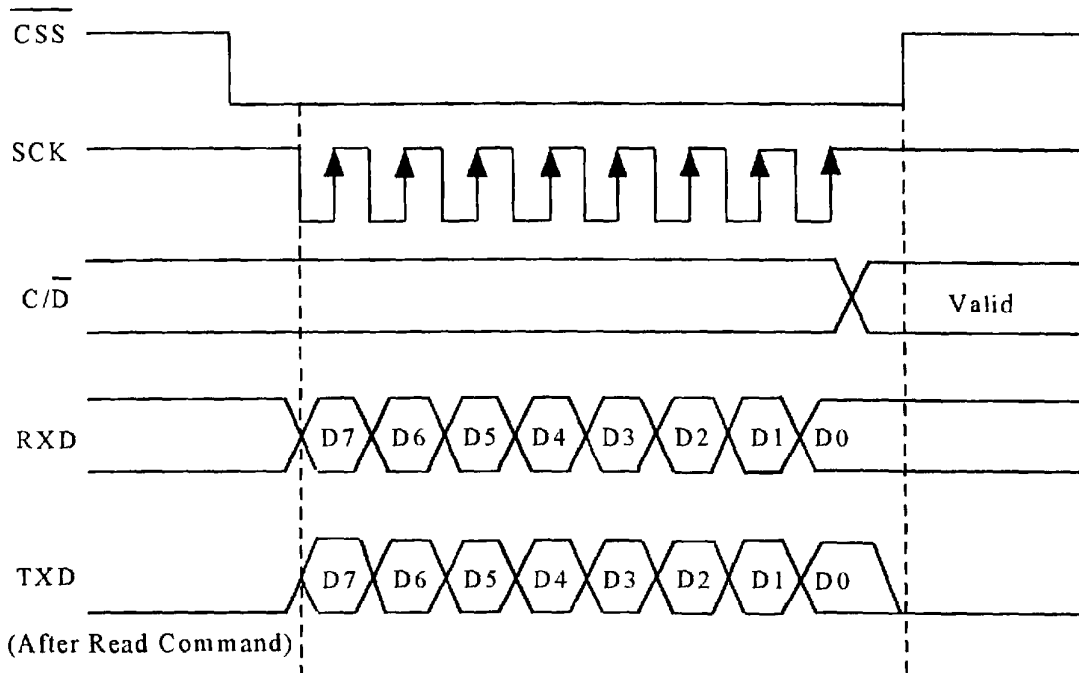 C̅S̅S̅
SCK
C/D̅
Valid
RXD
D7 D6 D5 D4 D3 D2 D1 D0
TXD
D7 D6 D5 D4 D3 D2 D1 D0
(After Read Command)